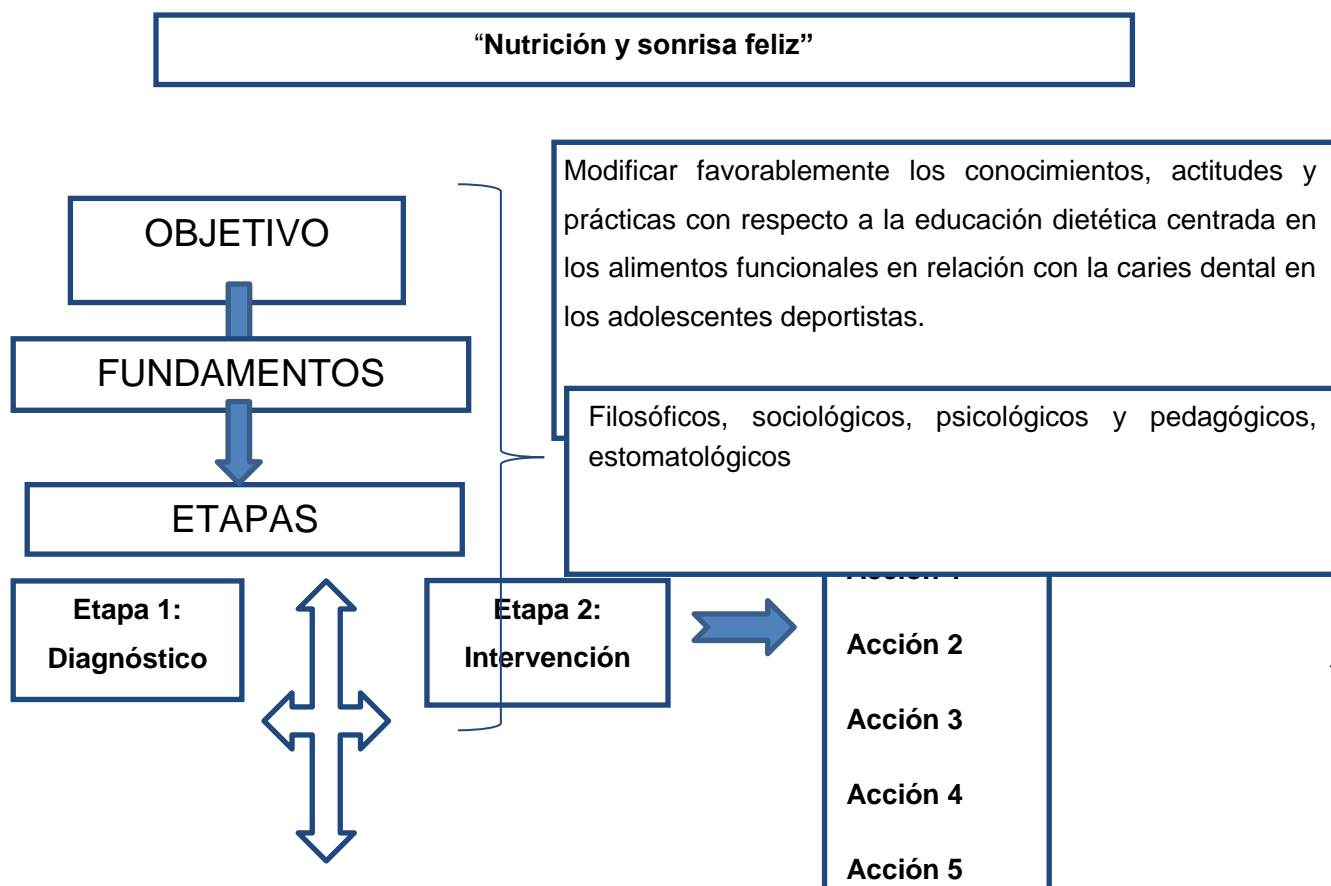 “Nutrición y sonrisa feliz”
OBJETIVO
FUNDAMENTOS
ETAPAS
Modificar favorablemente los conocimientos, actitudes y
prácticas con respecto a la educación dietética centrada en
los alimentos funcionales en relación con la caries dental en
los adolescentes deportistas.
Filosóficos, sociológicos, psicológicos y pedagógicos,
estomatológicos
Etapa 1:
Diagnóstico
Etapa 2:
Intervención
Acción 2
Acción 3
Acción 4
Acción 5